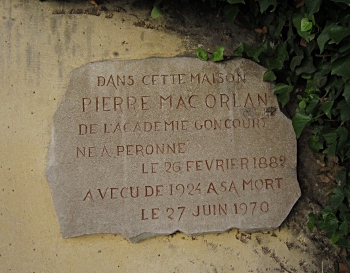 DANS CETTE MAISON
PIERRE MAC ORLAN
DE L'ACADEMIE GONCOURT
NE A PERONNE
LE 26 FEVRIER 1882
A VECU DE 1924 A SA MORT
LE 27 JUIN 1970